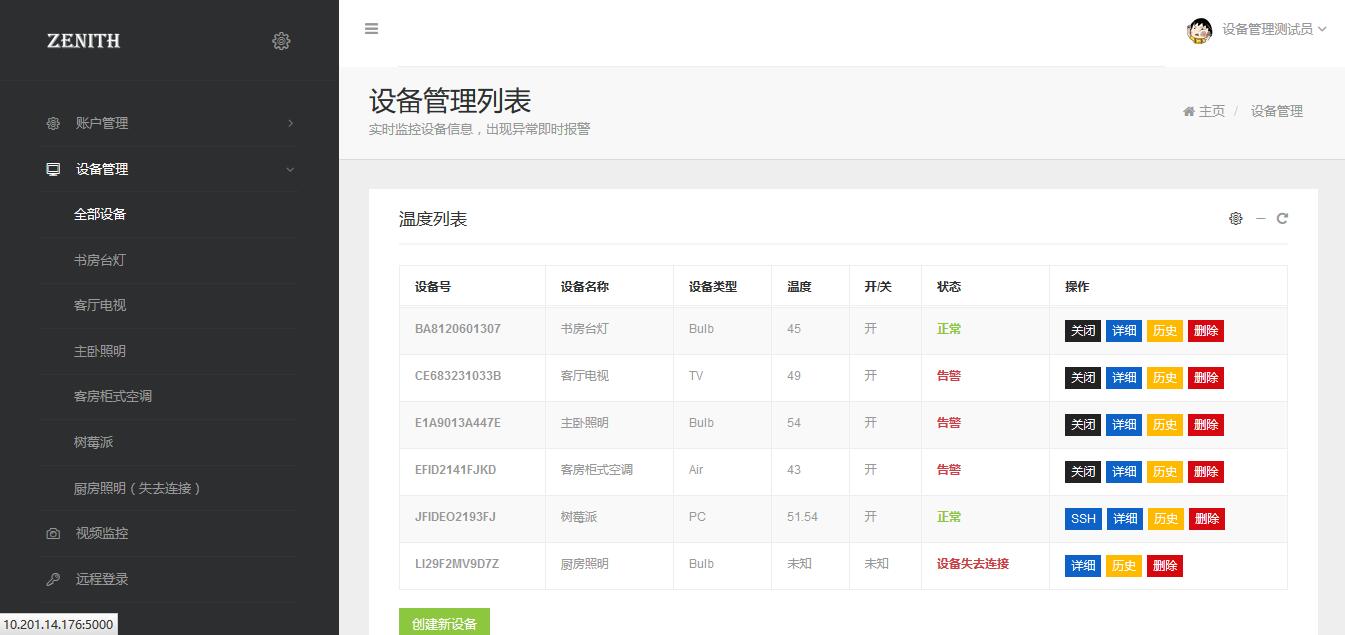 ZENITH
账户管理
设备管理
全部设备
书房台灯
客厅电视
主卧照明
客房柜式空调
树莓派
厨房照明（失去连接）
视频监控
远程登录
10.201.14.176:5000
设备管理测试员
设备管理列表
实时监控设备信息，出现异常即时报警
主页 / 设备管理
温度列表
设备号 设备名称 设备类型 温度 开/关 状态 操作
BA8120601307 书房台灯 Bulb 45 开 正常 关闭 详细 历史 删除
CE683231033B 客厅电视 TV 49 开 告警 关闭 详细 历史 删除
E1A9013A447E 主卧照明 Bulb 54 开 告警 关闭 详细 历史 删除
EFID2141FJKD 客房柜式空调 Air 43 开 告警 关闭 详细 历史 删除
JFIDEO2193FJ 树莓派 PC 51.54 开 正常 SSH 详细 历史 删除
LI29F2MV9D7Z 厨房照明 Bulb 未知 未知 设备失去连接 详细 历史 删除
创建新设备